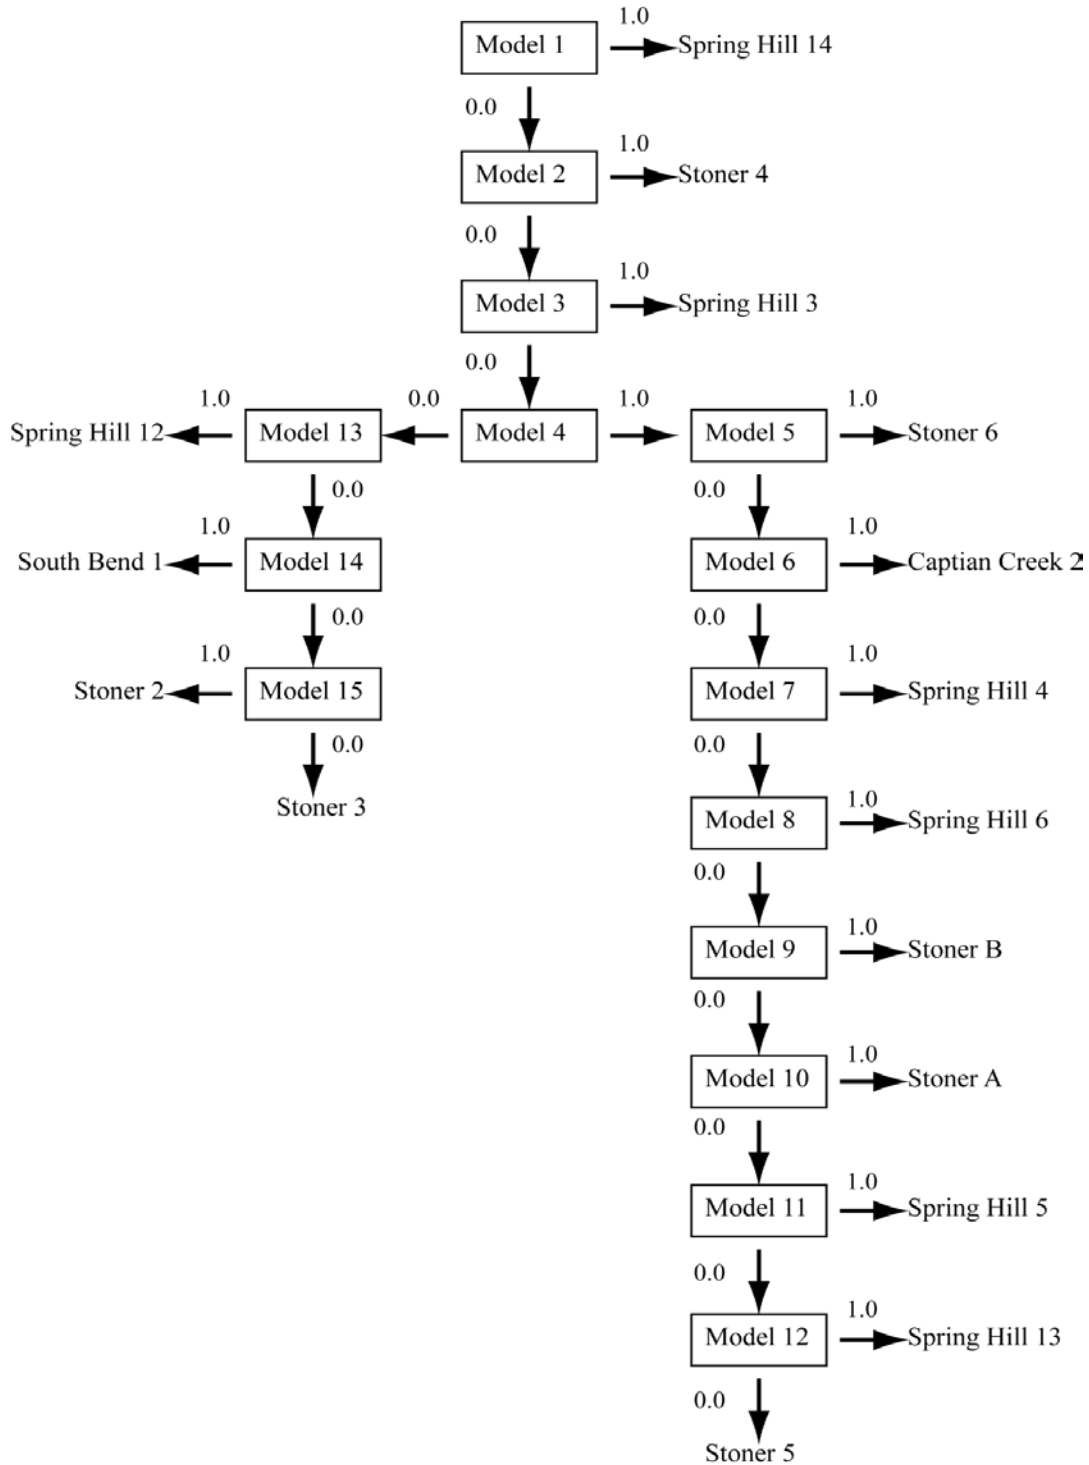 1.0
Model 1 Spring Hill 14
0.0
1.0
Model 2 Stoner 4
0.0
1.0
Model 3 Spring Hill 3
0.0
1.0 0.0 1.0 1.0
Spring Hill 12 Model 13 Model 4 Model 5 Stoner 6
0.0 0.0
1.0 1.0
South Bend 1 Model 14 Model 6 Captian Creek 2
0.0 0.0
1.0 1.0
Stoner 2 Model 15 Model 7 Spring Hill 4
0.0 0.0
Stoner 3 1.0
Model 8 Spring Hill 6
0.0
1.0
Model 9 Stoner B
0.0
1.0
Model 10 Stoner A
0.0
1.0
Model 11 Spring Hill 5
0.0
1.0
Model 12 Spring Hill 13
0.0
Stoner 5